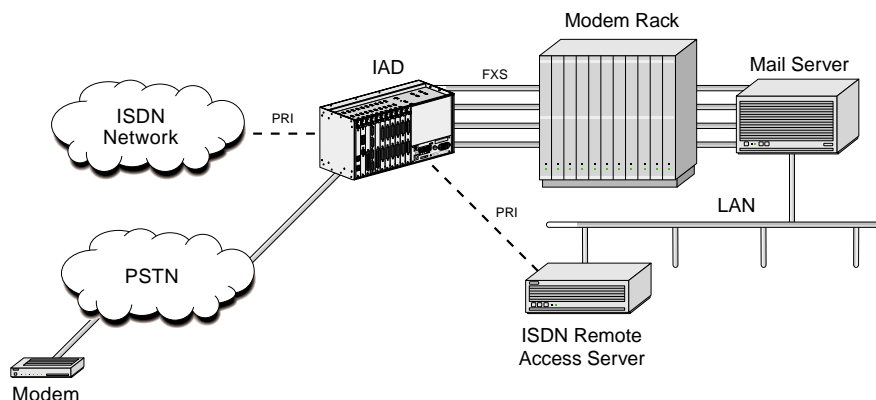 Modem Rack
Mail Server
IAD
FXS
ISDN
Network
PRI
PRI
LAN
PSTN
ISDN Remote
Access Server
Modem